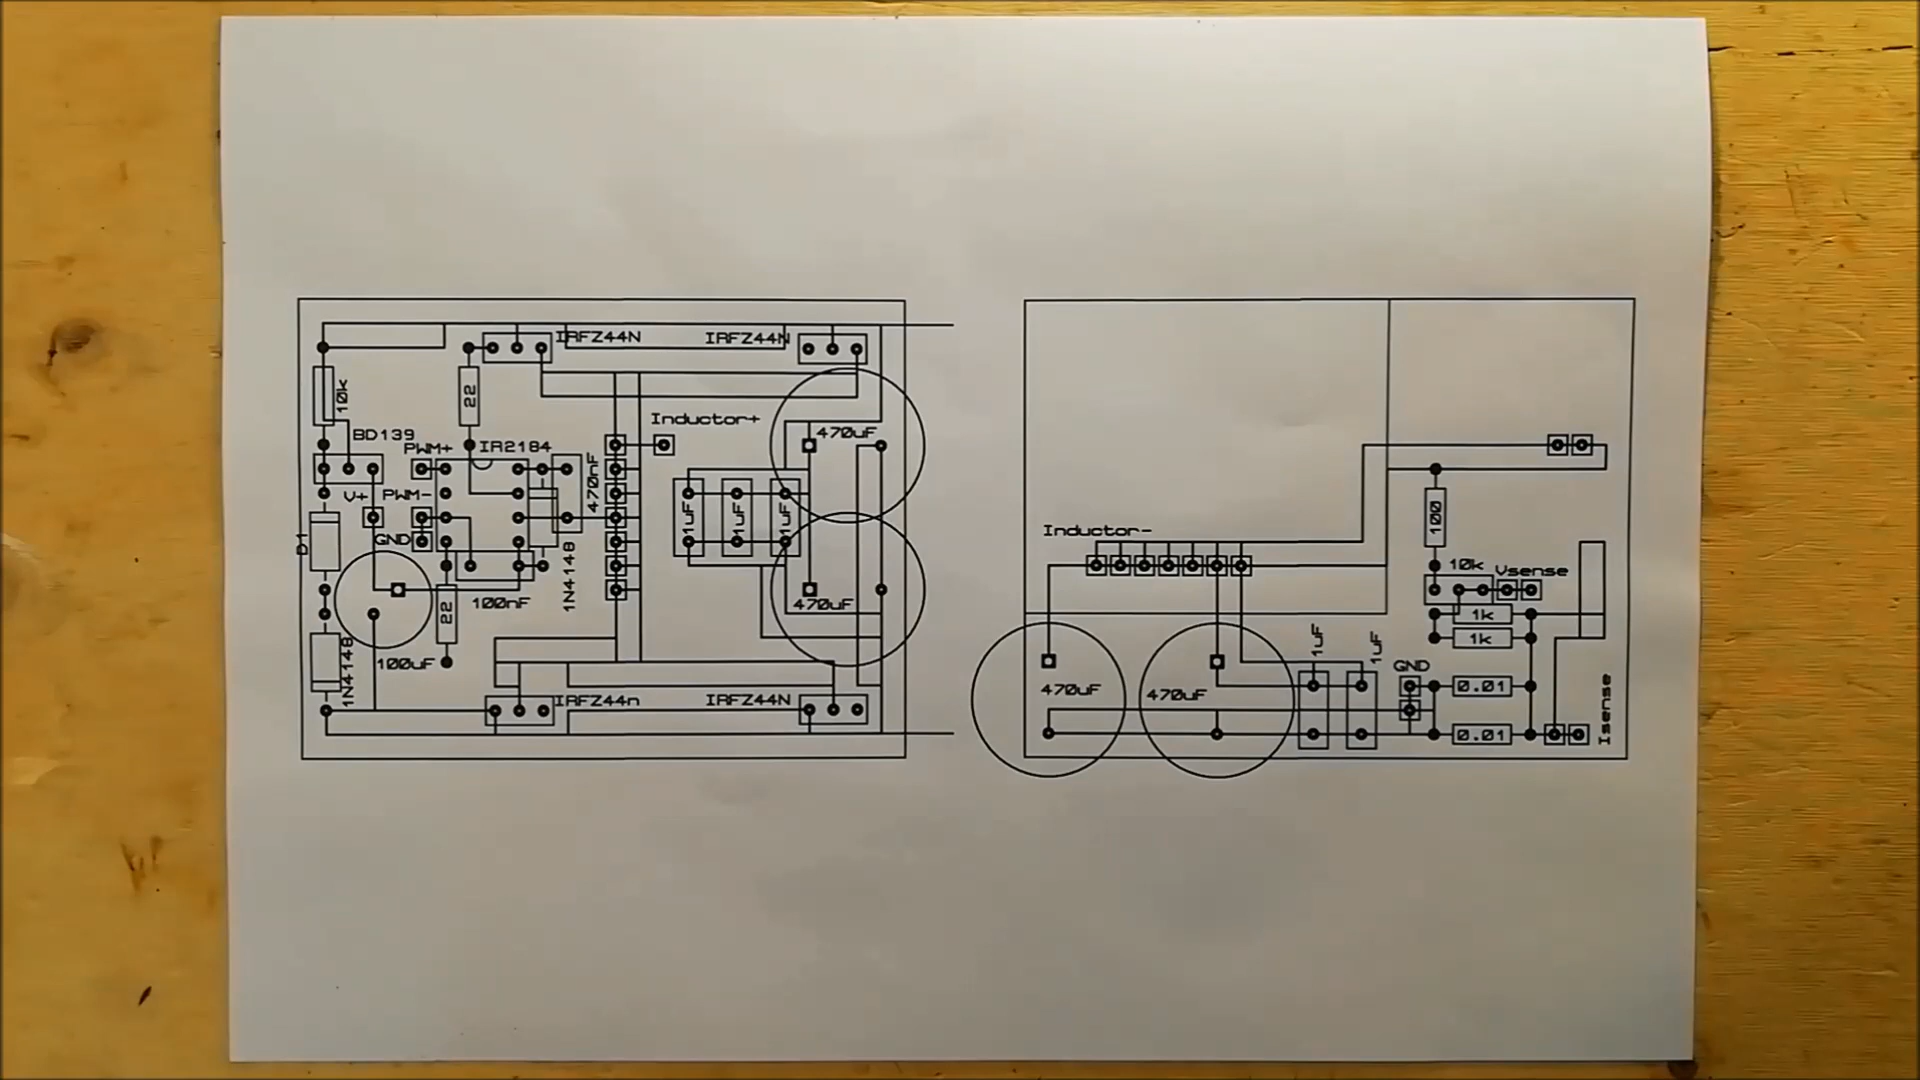 IRFZ44N
IRFZ44N
10k
22
Inductor+
470uF
BD139
PWM+
IR2184
470nF
V+
PWM-
1uF
1uF
1uF
GND
D1
1N4148
100nF
22
470uF
1N4148
100uF
IRFZ44n
IRFZ44N
Inductor-
100
10k
Vsense
1k
1k
1uF
1uF
GND
470uF
470uF
0.01
0.01
Isense